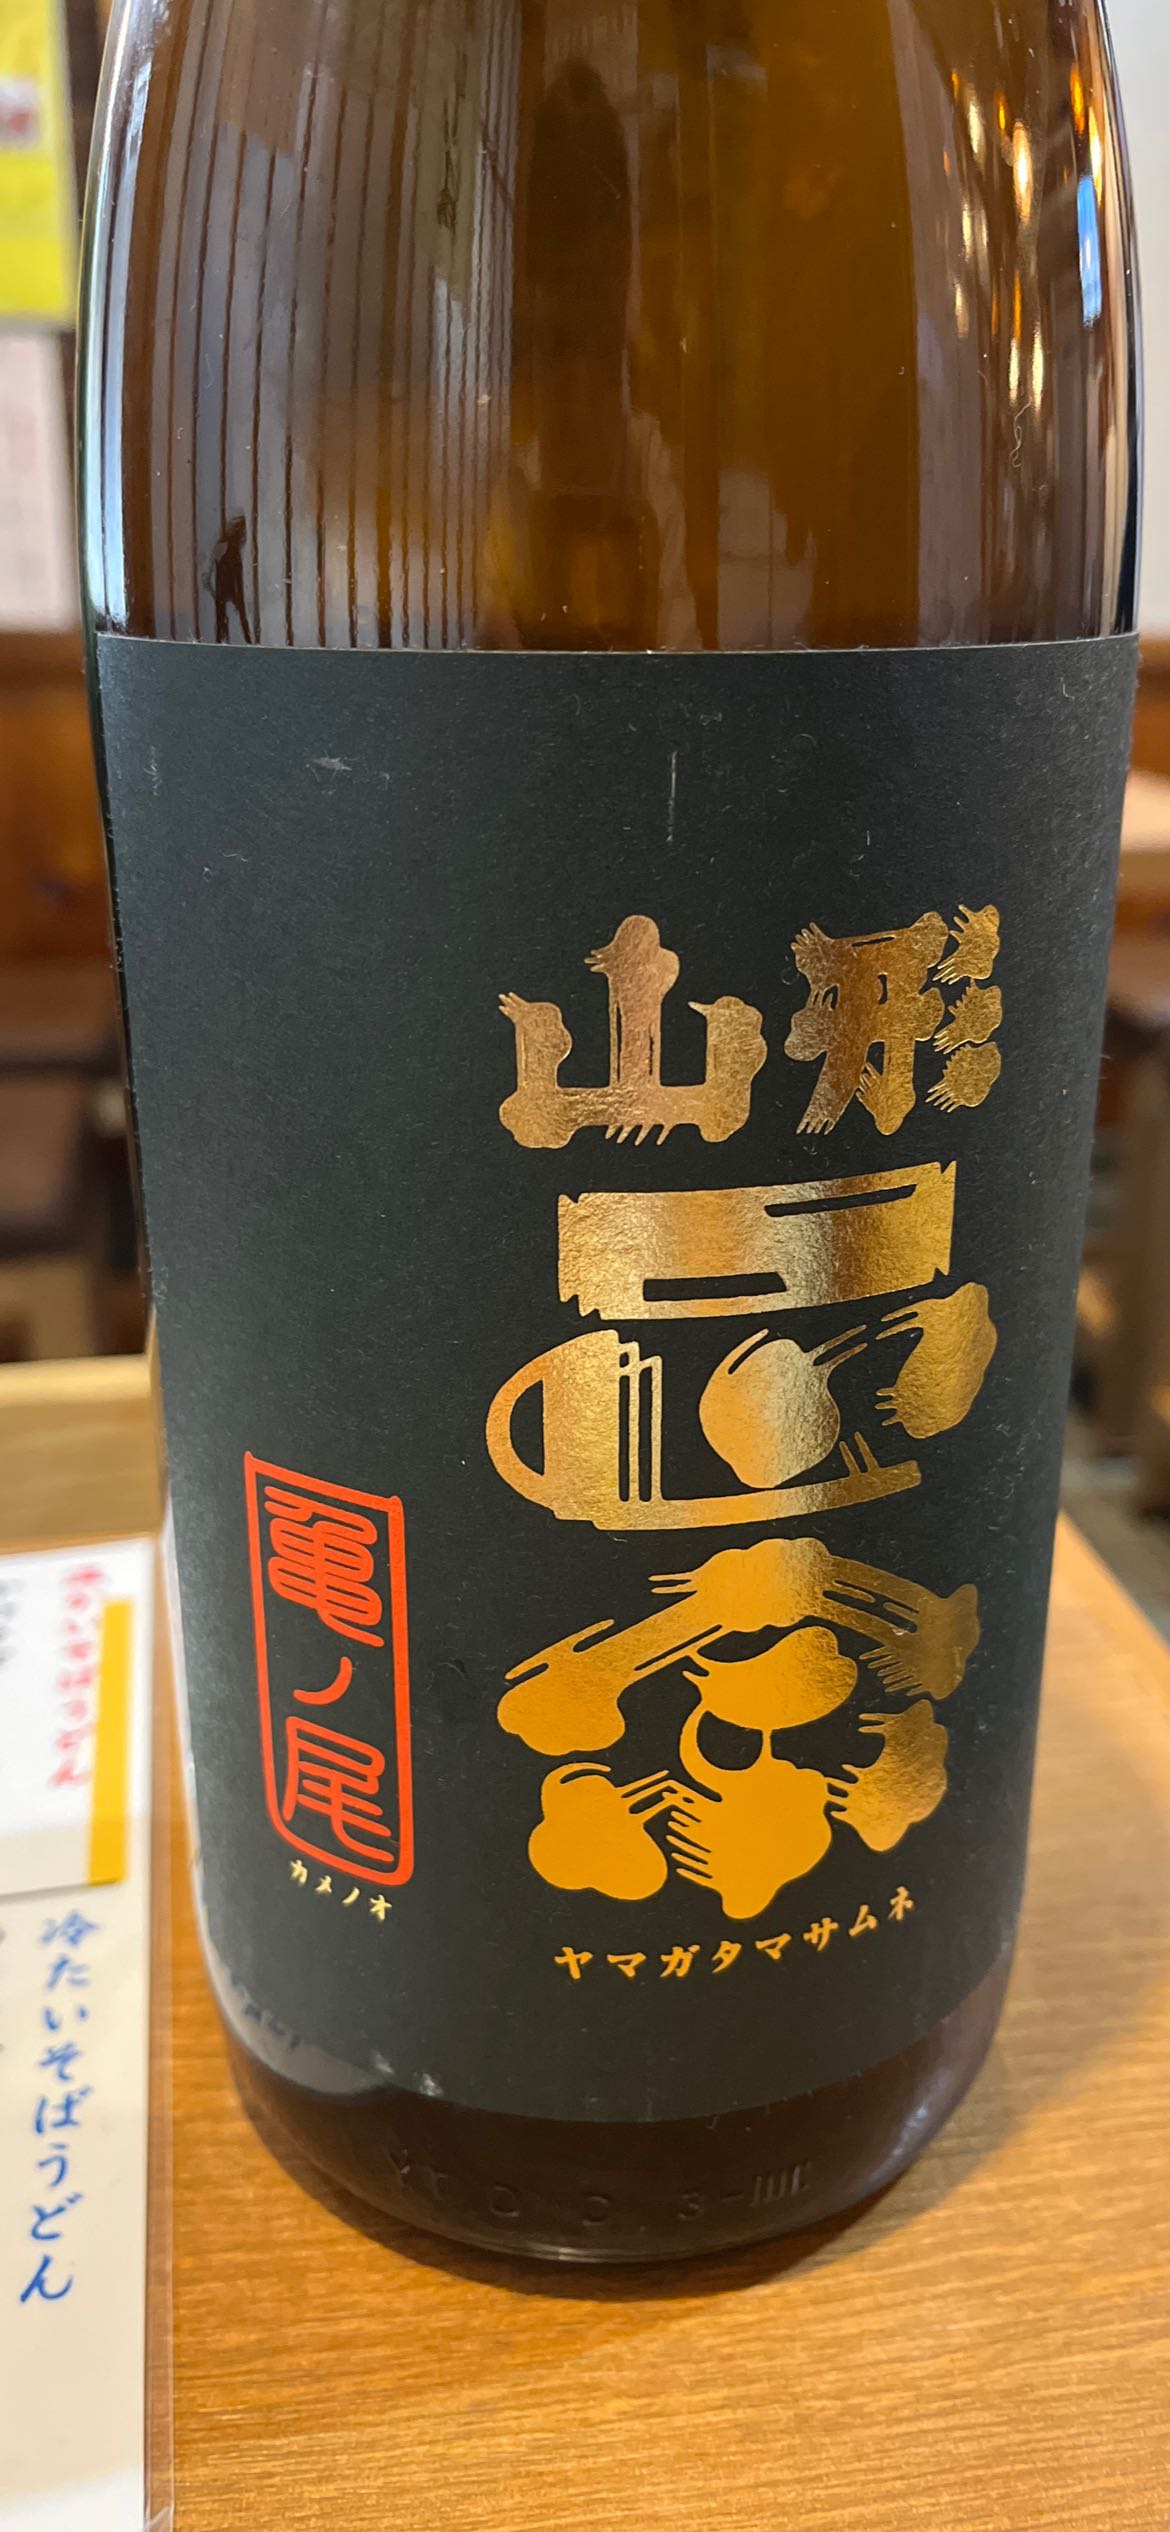 山形
正宗
ヤマガタマサムネ
亀ノ尾
カメノオ
冷たいそばうどん